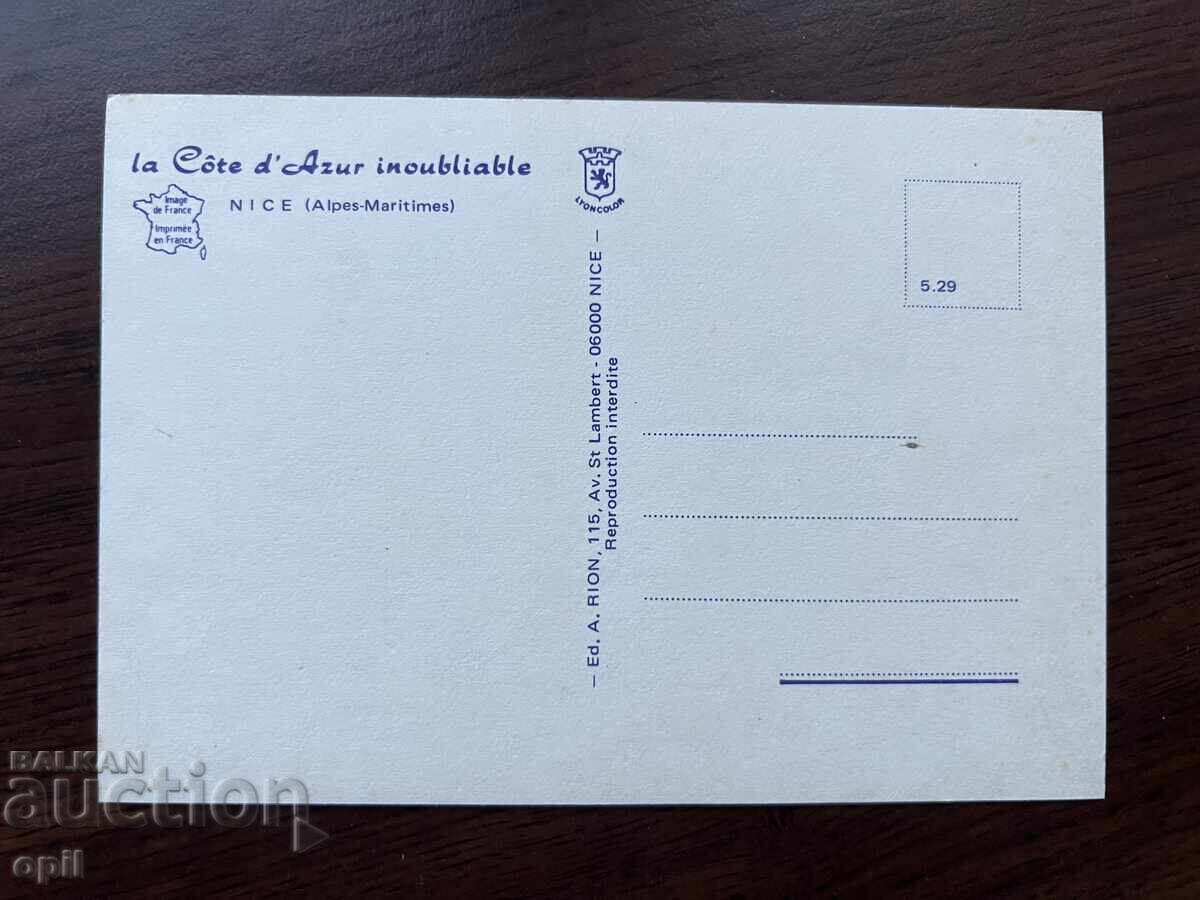 la Côte d'Azur inoubliable
Image
de France
Imprimée
en France
NICE (Alpes-Maritimes)
LYONCOLOR
— Ed. A. RION, 115, Av. St Lambert - 06000 NICE —
Reproduction interdite
5.29
BALKAN
auction
opil